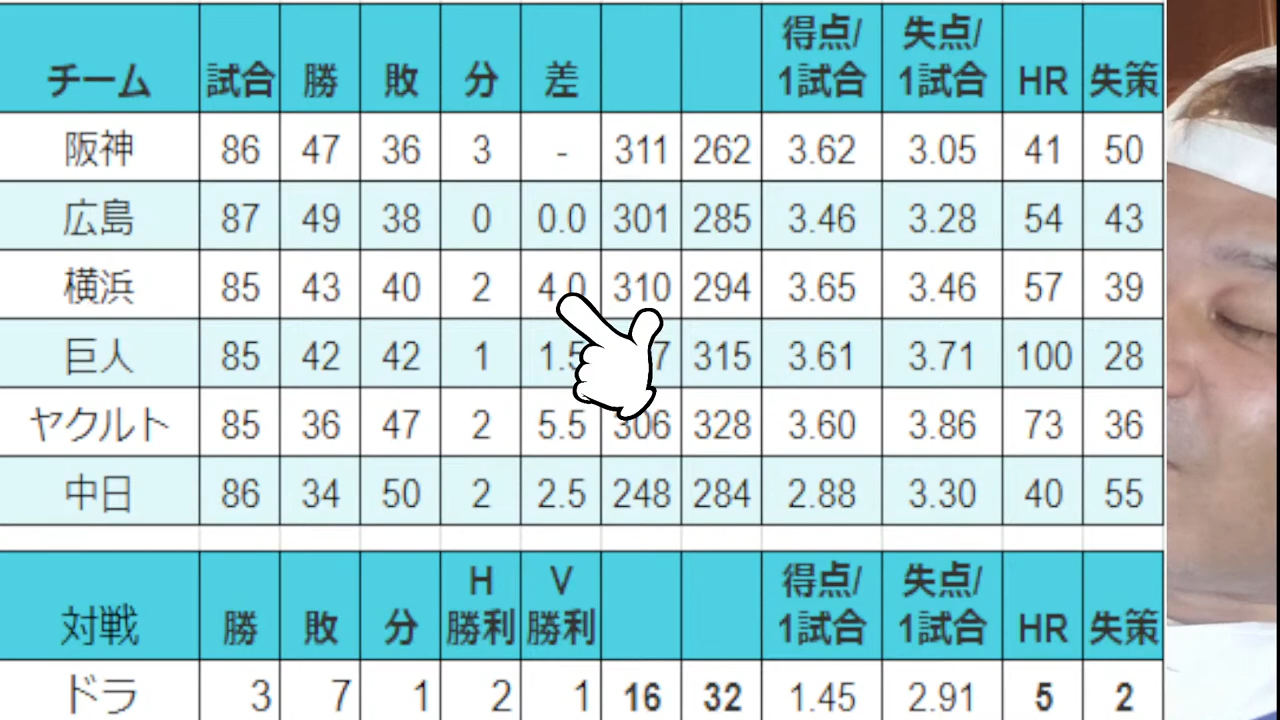 チーム 試合 勝 敗 分 差 得点/1試合 失点/1試合 HR 失策
阪神 86 47 36 3 - 311 262 3.62 3.05 41 50
広島 87 49 38 0 0.0 301 285 3.46 3.28 54 43
横浜 85 43 40 2 4.0 310 294 3.65 3.46 57 39
巨人 85 42 42 1 315 3.61 3.71 100 28
ヤクルト 85 36 47 2 5.5 306 328 3.60 3.86 73 36
中日 86 34 50 2 2.5 248 284 2.88 3.30 40 55
対戦 勝 敗 分 H勝利 V勝利 得点/1試合 失点/1試合 HR 失策
ドラ 3 7 1 2 1 16 32 1.45 2.91 5 2